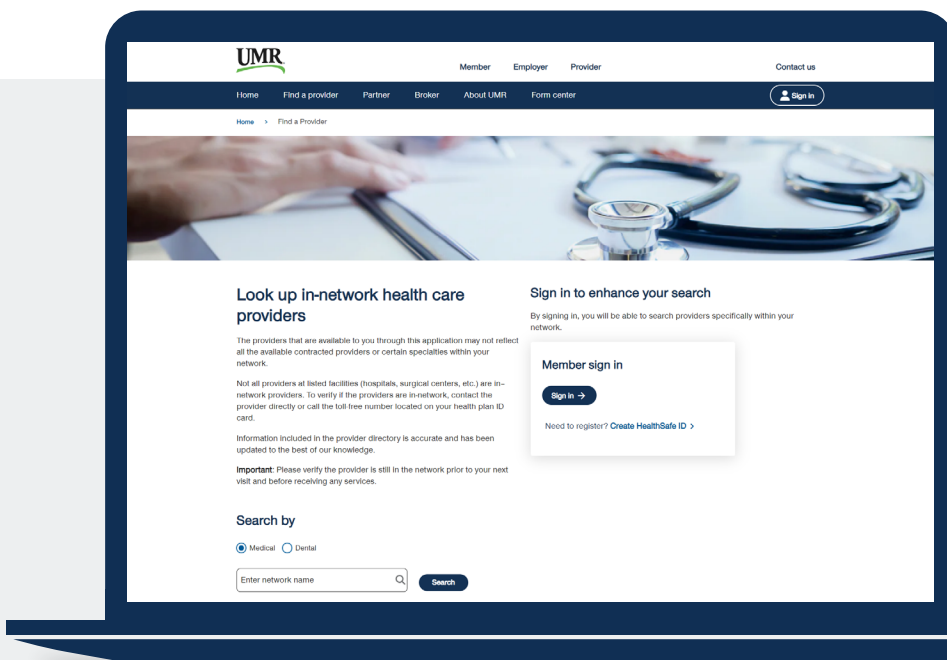 UMR
Member Employer Provider Contact us
Home Find a provider Partner Broker About UMR Form center Sign in
Home > Find a Provider
Look up in-network health care
providers
The providers that are available to you through this application may not reflect
all the available contracted providers or certain specialties within your
network.
Not all providers at listed facilities (hospitals, surgical centers, etc.) are in-
network providers. To verify if the providers are in-network, contact the
provider directly or call the toll-free number located on your health plan ID
card.
Information included in the provider directory is accurate and has been
updated to the best of our knowledge.
Important: Please verify the provider is still in the network prior to your next
visit and before receiving any services.
Search by
Medical Dental
Enter network name Search
Sign in to enhance your search
By signing in, you will be able to search providers specifically within your
network.
Member sign in
Sign in →
Need to register? Create HealthSafe ID >